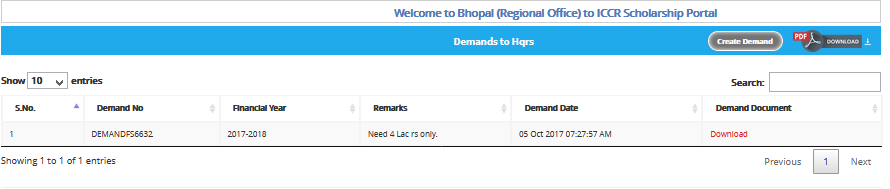 Welcome to Bhopal (Regional Office) to ICCR Scholarship Portal
Demands to Hqrs Create Demand PDF DOWNLOAD
Show 10 entries Search:
S.No. Demand No Financial Year Remarks Demand Date Demand Document
1 DEMANDFS6632 2017-2018 Need 4 Lac rs only. 05 Oct 2017 07:27:57 AM Download
Showing 1 to 1 of 1 entries Previous 1 Next